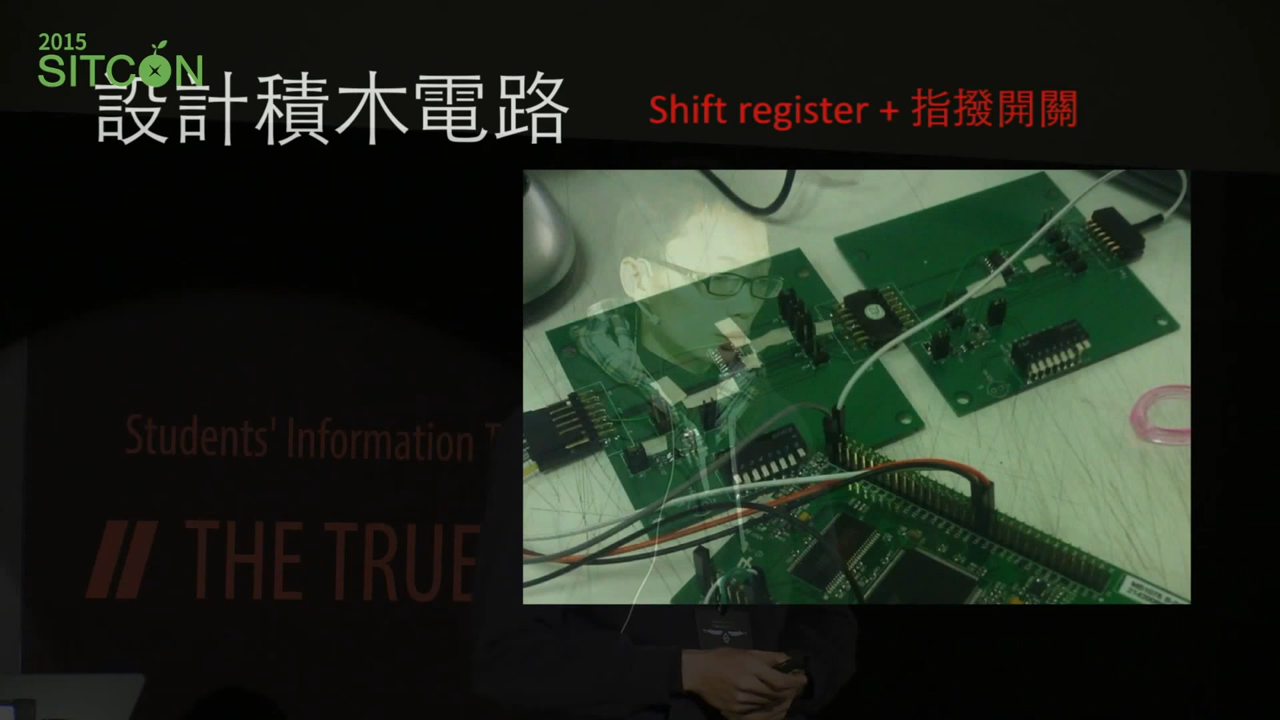 2015
SITCON
設計積木電路
Shift register + 指撥開關
Students' Information
THE TRUE